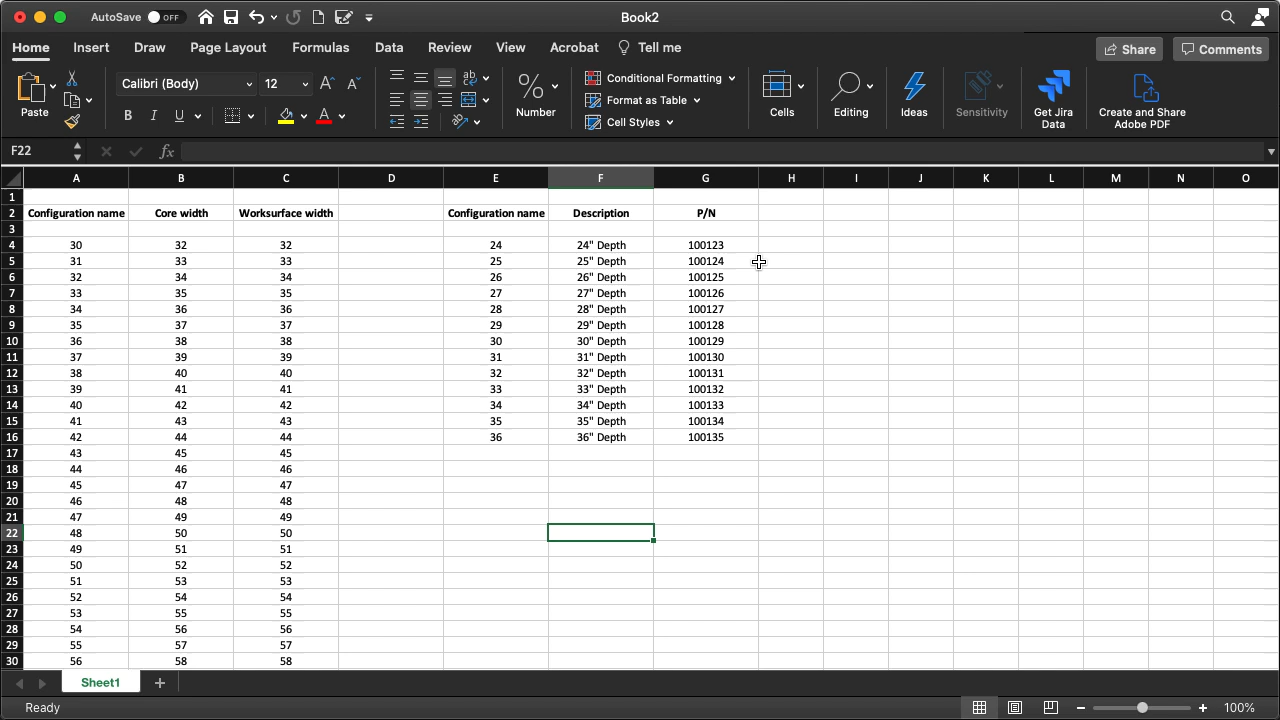 AutoSave OFF
Book2
Home Insert Draw Page Layout Formulas Data Review View Acrobat Tell me Share Comments
Paste Calibri (Body) 12 A A ab Number Conditional Formatting Format as Table Cell Styles Cells Editing Ideas Sensitivity Get Jira Data Create and Share Adobe PDF
B I U A
F22 fx
A B C D E F G H I J K L M N O
1
2 Configuration name Core width Worksurface width Configuration name Description P/N
3
4 30 32 32 24 24" Depth 100123
5 31 33 33 25 25" Depth 100124
6 32 34 34 26 26" Depth 100125
7 33 35 35 27 27" Depth 100126
8 34 36 36 28 28" Depth 100127
9 35 37 37 29 29" Depth 100128
10 36 38 38 30 30" Depth 100129
11 37 39 39 31 31" Depth 100130
12 38 40 40 32 32" Depth 100131
13 39 41 41 33 33" Depth 100132
14 40 42 42 34 34" Depth 100133
15 41 43 43 35 35" Depth 100134
16 42 44 44 36 36" Depth 100135
17 43 45 45
18 44 46 46
19 45 47 47
20 46 48 48
21 47 49 49
22 48 50 50
23 49 51 51
24 50 52 52
25 51 53 53
26 52 54 54
27 53 55 55
28 54 56 56
29 55 57 57
30 56 58 58
Sheet1 +
Ready 100%